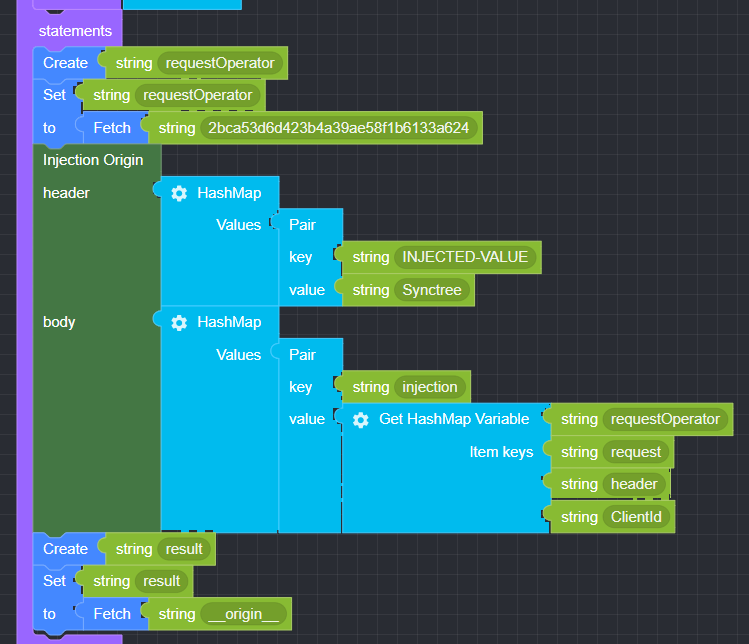 statements
Create string requestOperator
Set string requestOperator
to Fetch string 2bca53d6d423b4a39ae58f1b6133a624
Injection Origin
header HashMap
Values Pair
key string INJECTED-VALUE
value string Synctree
body HashMap
Values Pair
key string injection
value Get HashMap Variable string requestOperator
Item keys string request
string header
string ClientId
Create string result
Set string result
to Fetch string __origin__